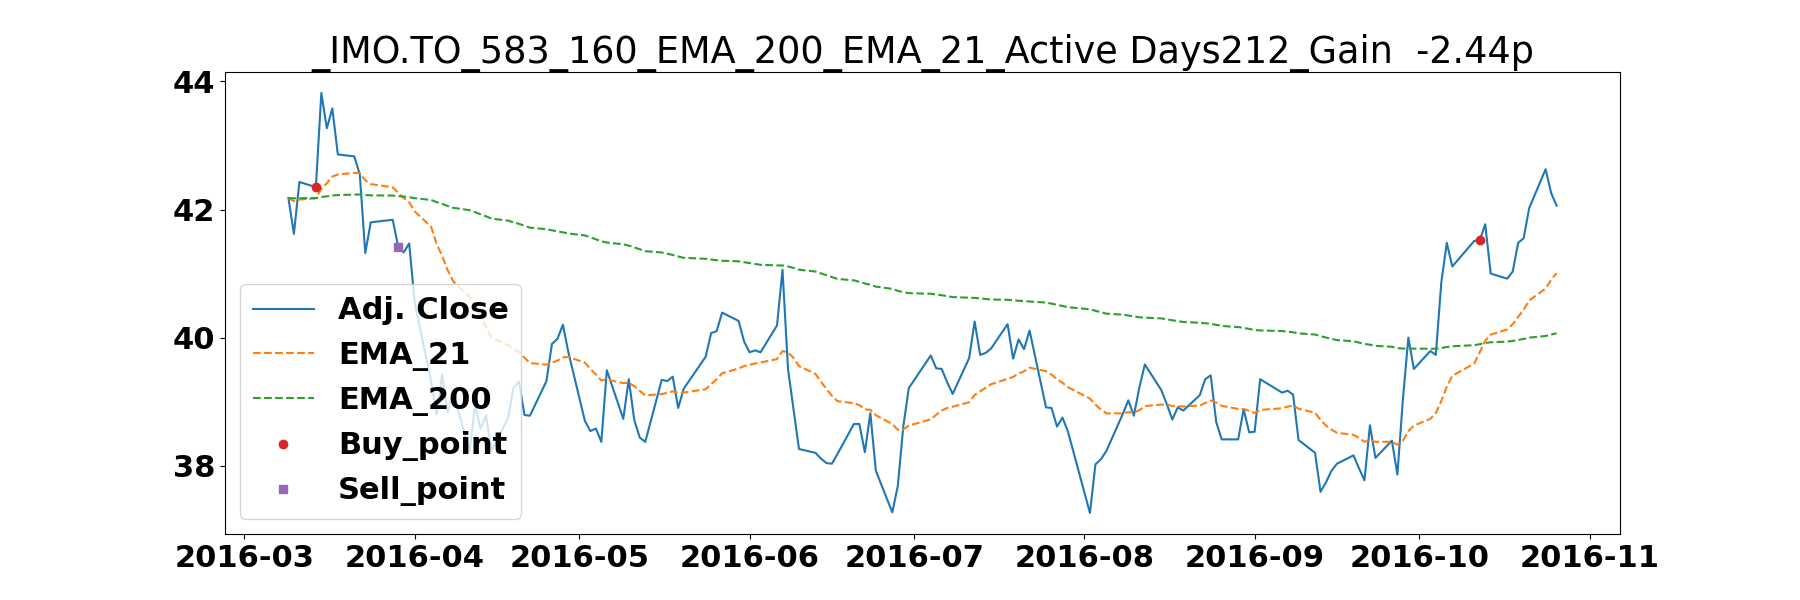 _IMO.TO_583_160_EMA_200_EMA_21_Active Days212_Gain  -2.44p
44
42
40
38
Adj. Close
EMA_21
EMA_200
Buy_point
Sell_point
2016-03 2016-04 2016-05 2016-06 2016-07 2016-08 2016-09 2016-10 2016-11